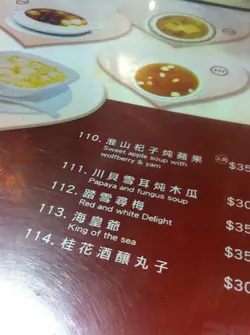 110. 淮山杞子炖蘋果
Sweet apple soup with
wolfberry & yam
$35
111. 川貝雪耳炖木瓜
Papaya and fungus soup
$30
112. 踏雪尋梅
Red and white Delight
$30
113. 海皇爺
King of the sea
$35
114. 桂花酒釀丸子
$30